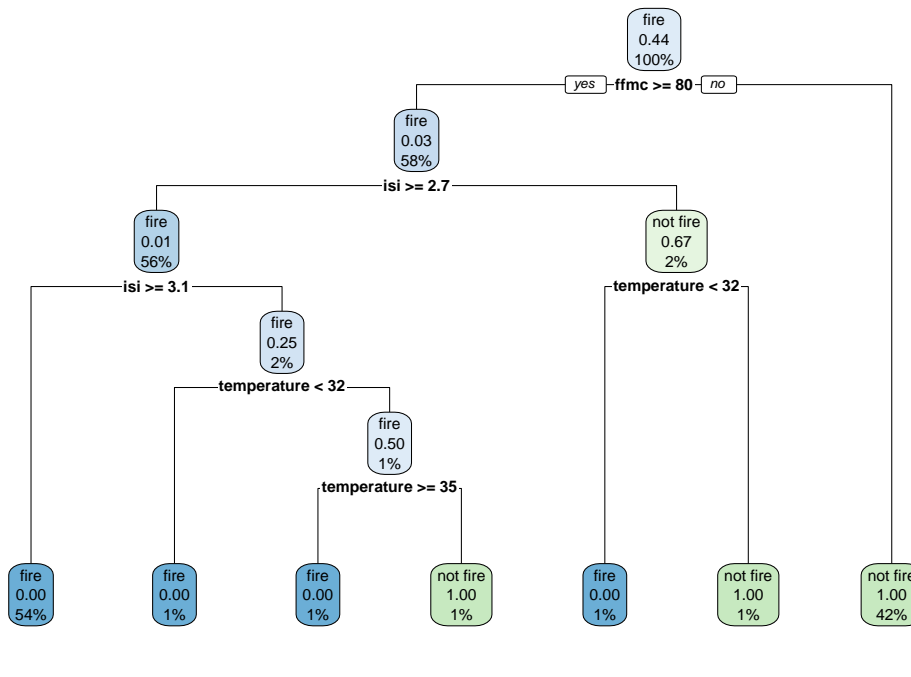 fire
0.44
100%
yes ffmc >= 80 no
fire
0.03
58%
isi >= 2.7
fire
0.01
56%
not fire
0.67
2%
isi >= 3.1
temperature < 32
fire
0.25
2%
temperature < 32
fire
0.50
1%
temperature >= 35
fire
0.00
54%
fire
0.00
1%
fire
0.00
1%
not fire
1.00
1%
fire
0.00
1%
not fire
1.00
1%
not fire
1.00
42%